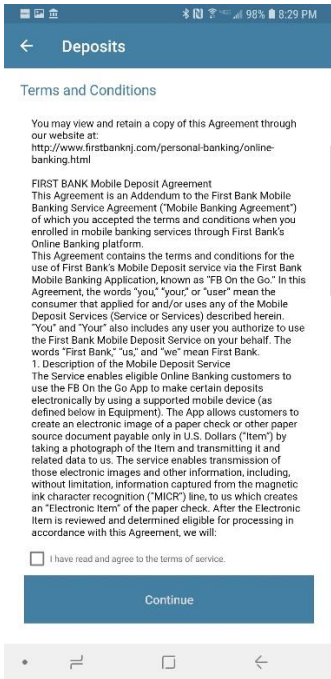 98% 8:29 PM
Deposits
Terms and Conditions
You may view and retain a copy of this Agreement through
our website at:
http://www.firstbanknj.com/personal-banking/online-
banking.html
FIRST BANK Mobile Deposit Agreement
This Agreement is an Addendum to the First Bank Mobile
Banking Service Agreement ("Mobile Banking Agreement")
of which you accepted the terms and conditions when you
enrolled in mobile banking services through First Bank's
Online Banking platform.
This Agreement contains the terms and conditions for the
use of First Bank's Mobile Deposit service via the First Bank
Mobile Banking Application, known as "FB On the Go." In this
Agreement, the words "you," "your," or "user" mean the
consumer that applied for and/or uses any of the Mobile
Deposit Services (Service or Services) described herein.
"You" and "Your" also includes any user you authorize to use
the First Bank Mobile Deposit Service on your behalf. The
words "First Bank," "us," and "we" mean First Bank.
1. Description of the Mobile Deposit Service
The Service enables eligible Online Banking customers to
use the FB On the Go App to make certain deposits
electronically by using a supported mobile device (as
defined below in Equipment). The App allows customers to
create an electronic image of a paper check or other paper
source document payable only in U.S. Dollars ("Item") by
taking a photograph of the Item and transmitting it and
related data to us. The service enables transmission of
those electronic images and other information, including,
without limitation, information captured from the magnetic
ink character recognition ("MICR") line, to us which creates
an "Electronic Item" of the paper check. After the Electronic
Item is reviewed and determined eligible for processing in
accordance with this Agreement, we will:
I have read and agree to the terms of service.
Continue